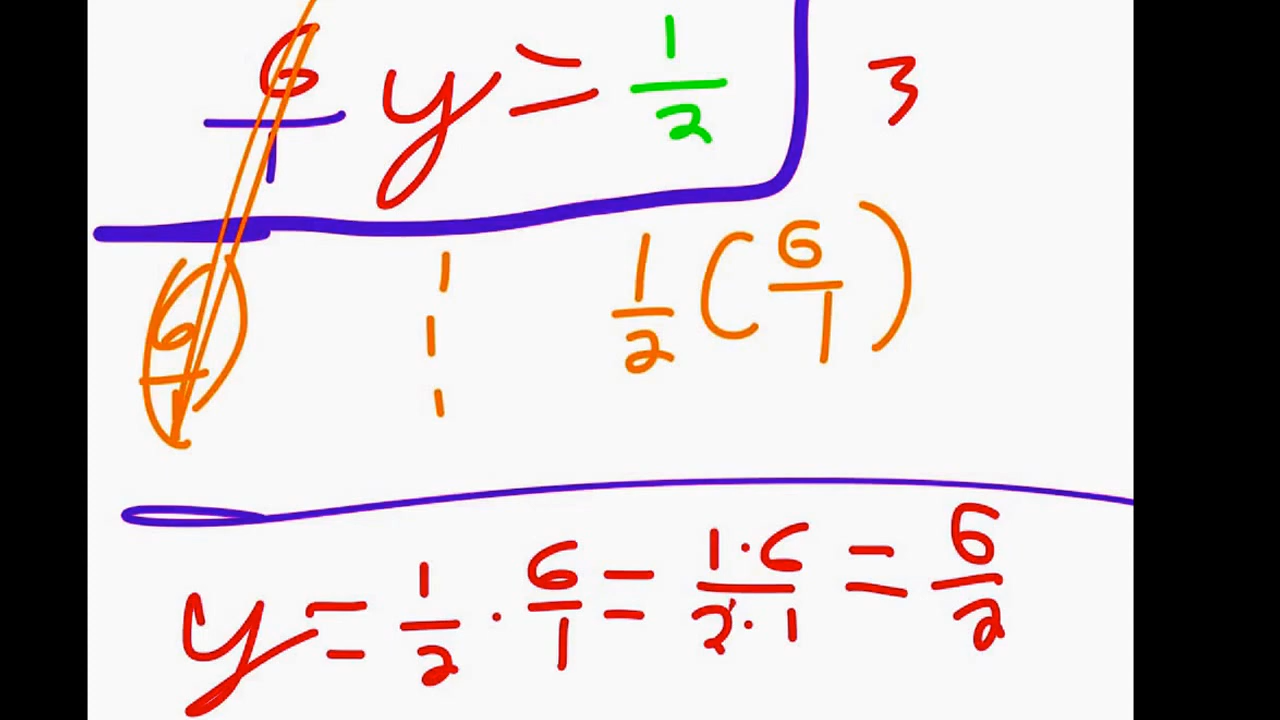 6/1 y = 1/2 3
(6/1) 1/2 (6/1)
y = 1/2 · 6/1 = 1·6/2·1 = 6/2